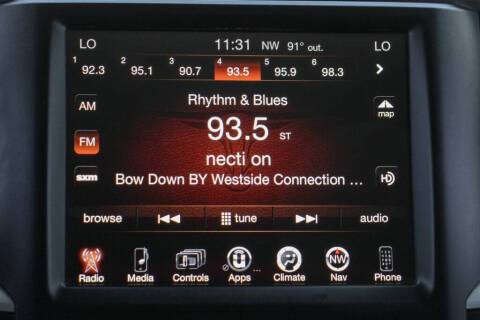 LO 11:31 NW 91° out. LO
1 92.3 2 95.1 3 90.7 4 93.5 5 95.9 6 98.3
AM
Rhythm & Blues
map
FM
93.5 ST
necti on
sxm
Bow Down BY Westside Connection ...
HD
browse tune audio
Radio Media Controls Apps ... Climate NW Nav Phone